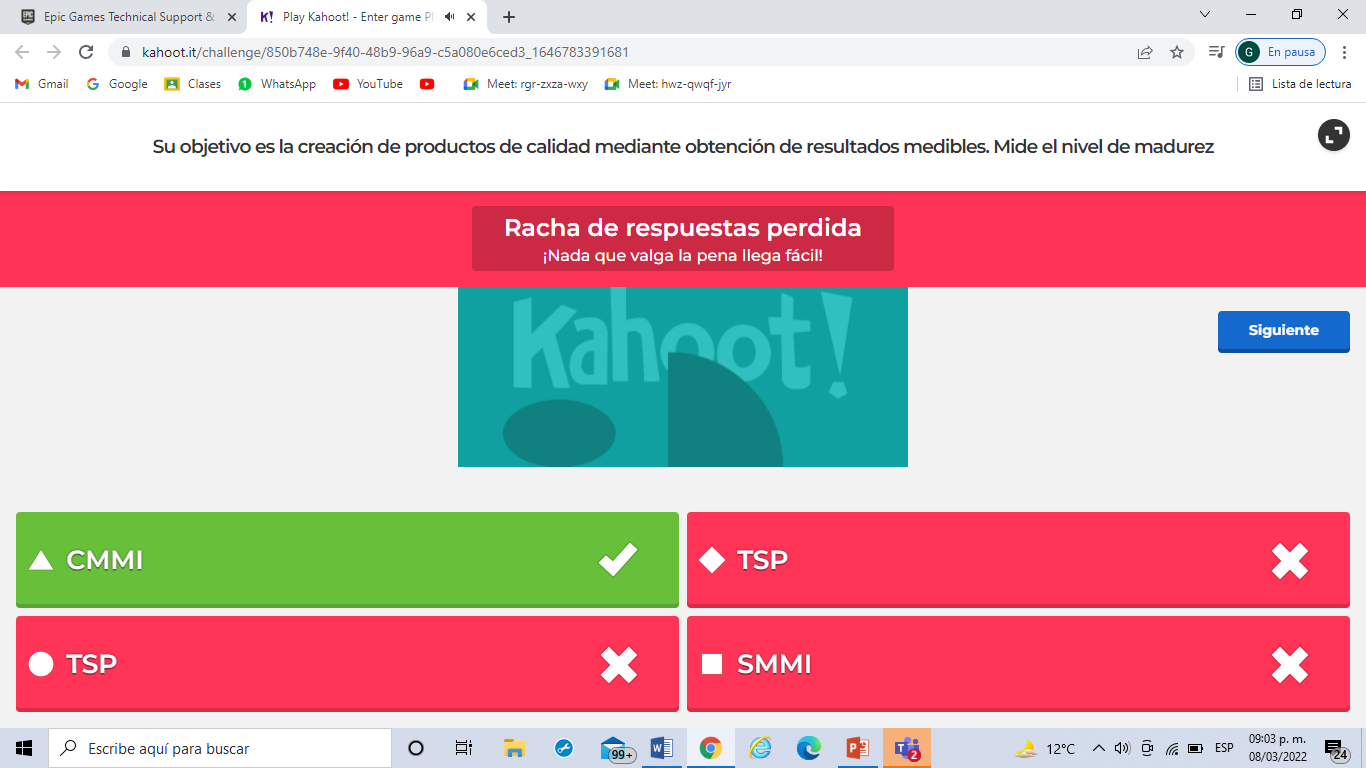 Epic Games Technical Support &
K! Play Kahoot! - Enter game PI
kahoot.it/challenge/850b748e-9f40-48b9-96a9-c5a080e6ced3_1646783391681
G En pausa
Gmail Google Clases 1 WhatsApp YouTube Meet: rgr-zxza-wxy Meet: hwz-qwqf-jyr Lista de lectura
Su objetivo es la creación de productos de calidad mediante obtención de resultados medibles. Mide el nivel de madurez
Racha de respuestas perdida
¡Nada que valga la pena llega fácil!
Kahoot!
Siguiente
CMMI
TSP
TSP
SMMI
Escribe aquí para buscar
99+
2
12°C
ESP
09:03 p. m.
08/03/2022
24